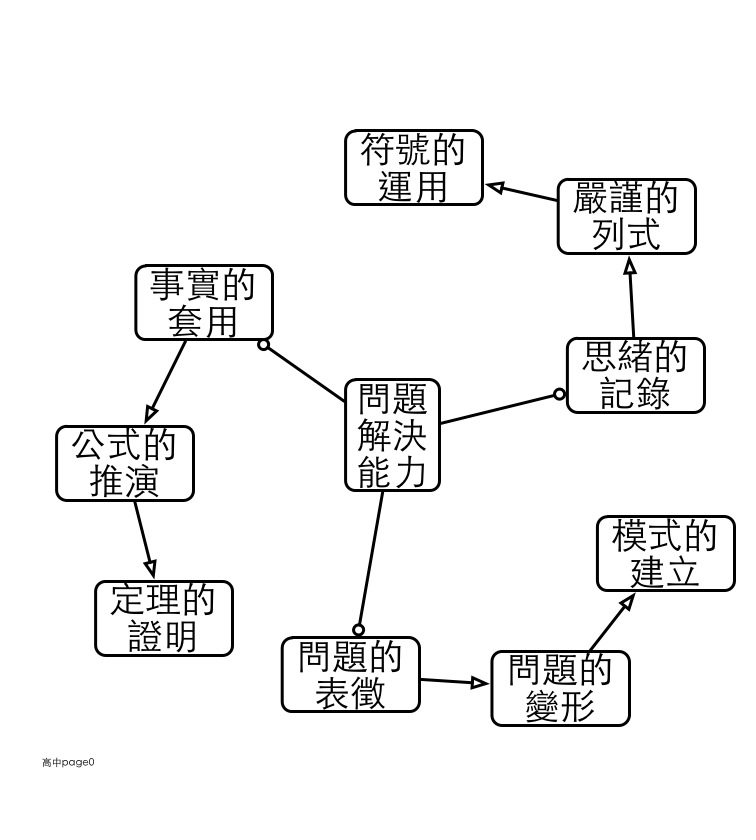 符號的
運用
嚴謹的
列式
事實的
套用
思緒的
記錄
問題
解決
能力
公式的
推演
模式的
建立
定理的
證明
問題的
表徵
問題的
變形
高中page0